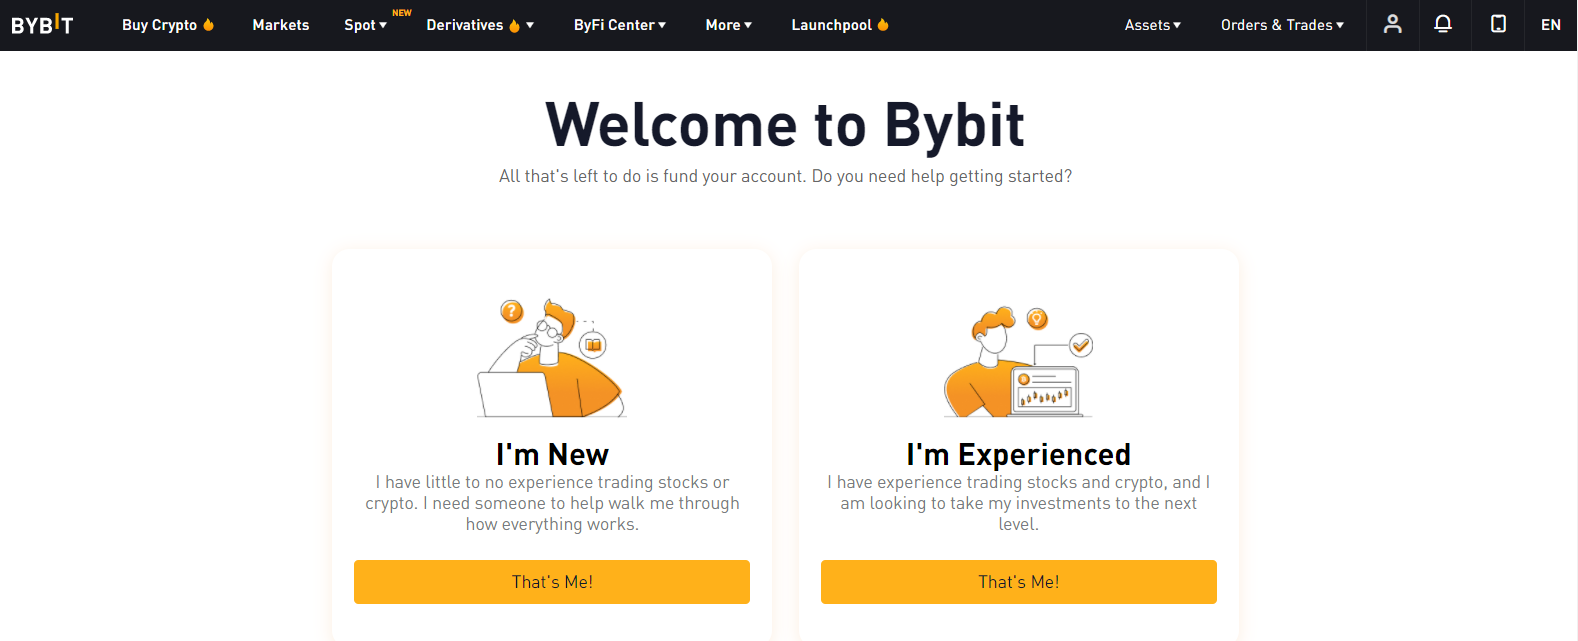 BYBIT Buy Crypto Markets Spot NEW Derivatives ByFi Center More Launchpool Assets Orders & Trades EN
Welcome to Bybit
All that's left to do is fund your account. Do you need help getting started?
?
I'm New
I have little to no experience trading stocks or
crypto. I need someone to help walk me through
how everything works.
That's Me!
I'm Experienced
I have experience trading stocks and crypto, and I
am looking to take my investments to the next
level.
That's Me!